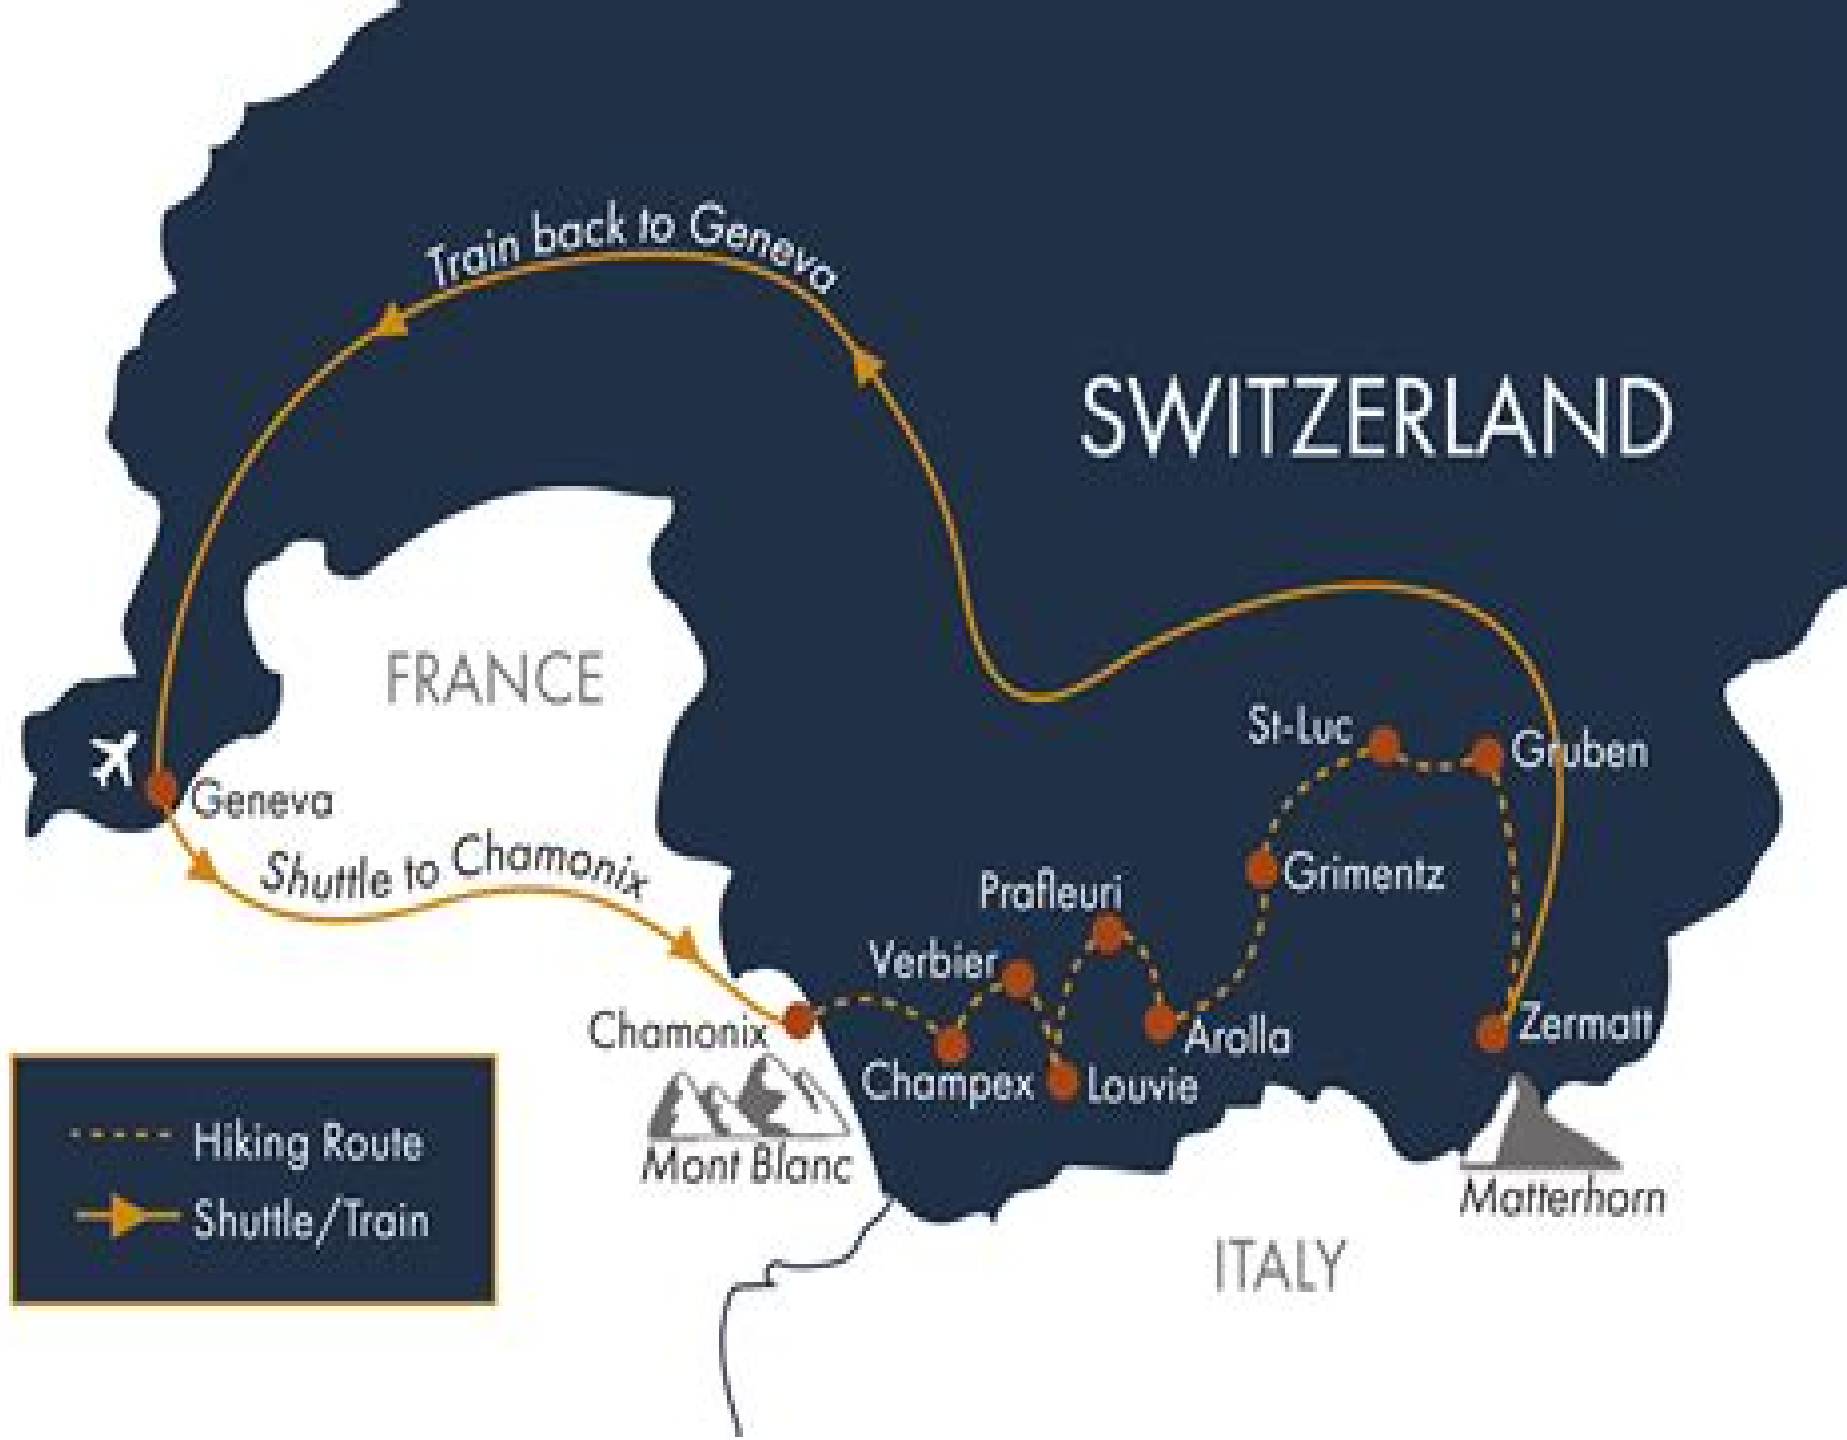 Train back to Geneva
SWITZERLAND
FRANCE
St-Luc
Gruben
Geneva
Shuttle to Chamonix
Grimentz
Prafleuri
Verbier
Chamonix
Zermatt
Arolla
Champex
Louvie
Hiking Route
Shuttle/Train
Mont Blanc
Matterhorn
ITALY